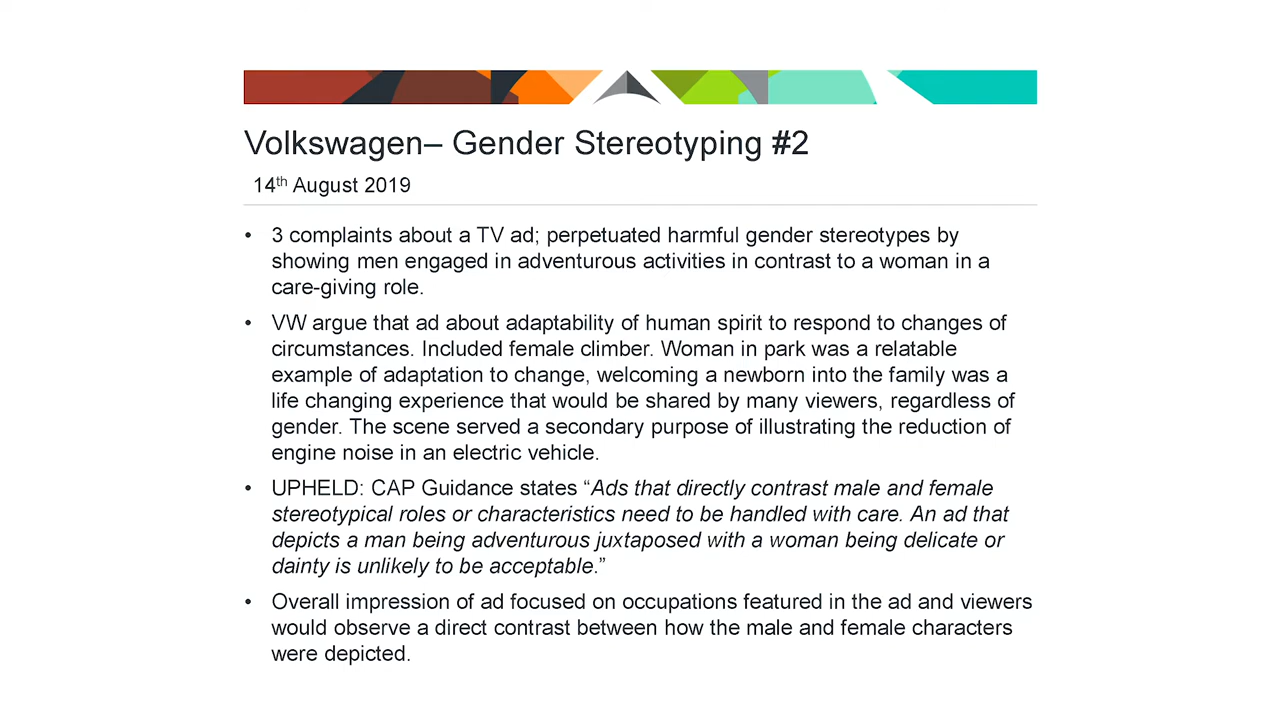 Volkswagen– Gender Stereotyping #2
14th August 2019
• 3 complaints about a TV ad; perpetuated harmful gender stereotypes by
showing men engaged in adventurous activities in contrast to a woman in a
care-giving role.
• VW argue that ad about adaptability of human spirit to respond to changes of
circumstances. Included female climber. Woman in park was a relatable
example of adaptation to change, welcoming a newborn into the family was a
life changing experience that would be shared by many viewers, regardless of
gender. The scene served a secondary purpose of illustrating the reduction of
engine noise in an electric vehicle.
• UPHELD: CAP Guidance states “Ads that directly contrast male and female
stereotypical roles or characteristics need to be handled with care. An ad that
depicts a man being adventurous juxtaposed with a woman being delicate or
dainty is unlikely to be acceptable.”
• Overall impression of ad focused on occupations featured in the ad and viewers
would observe a direct contrast between how the male and female characters
were depicted.